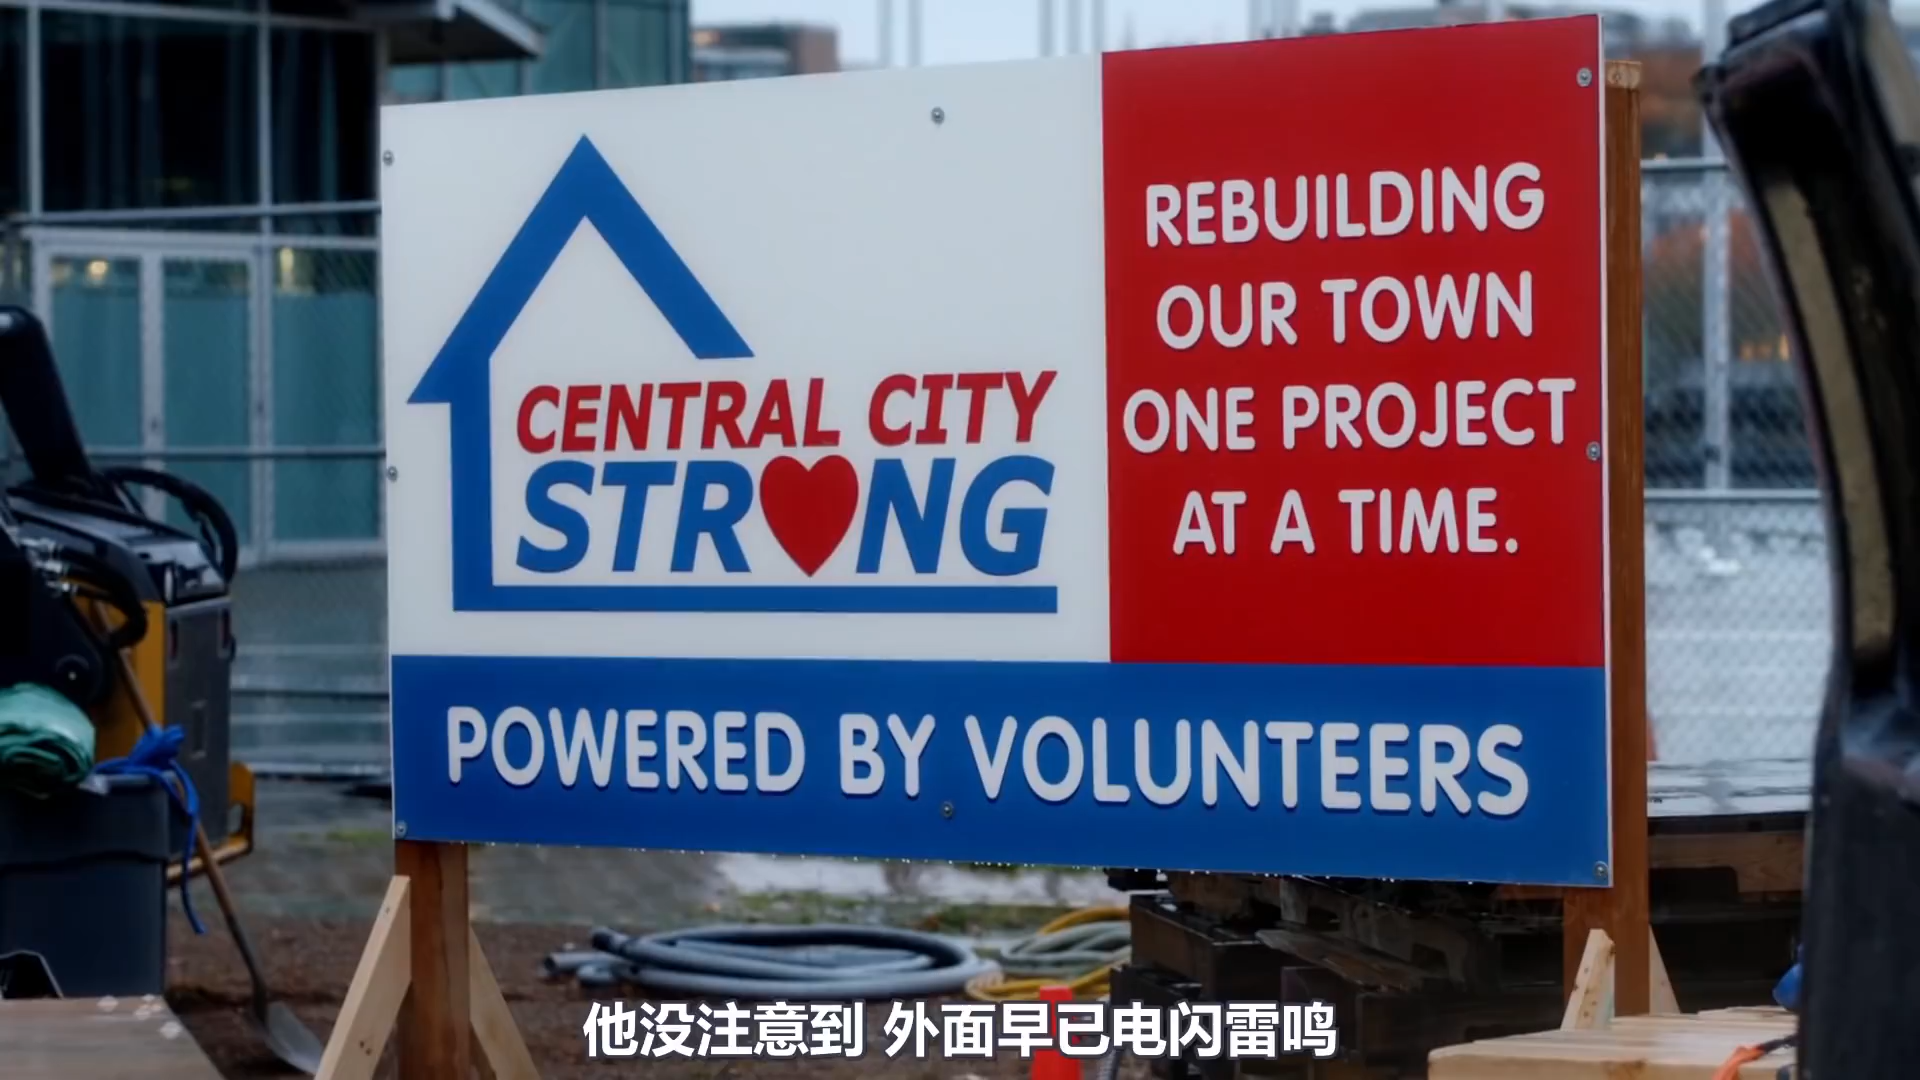 CENTRAL CITY
STRONG
REBUILDING
OUR TOWN
ONE PROJECT
AT A TIME.
POWERED BY VOLUNTEERS
他没注意到 外面早已电闪雷鸣